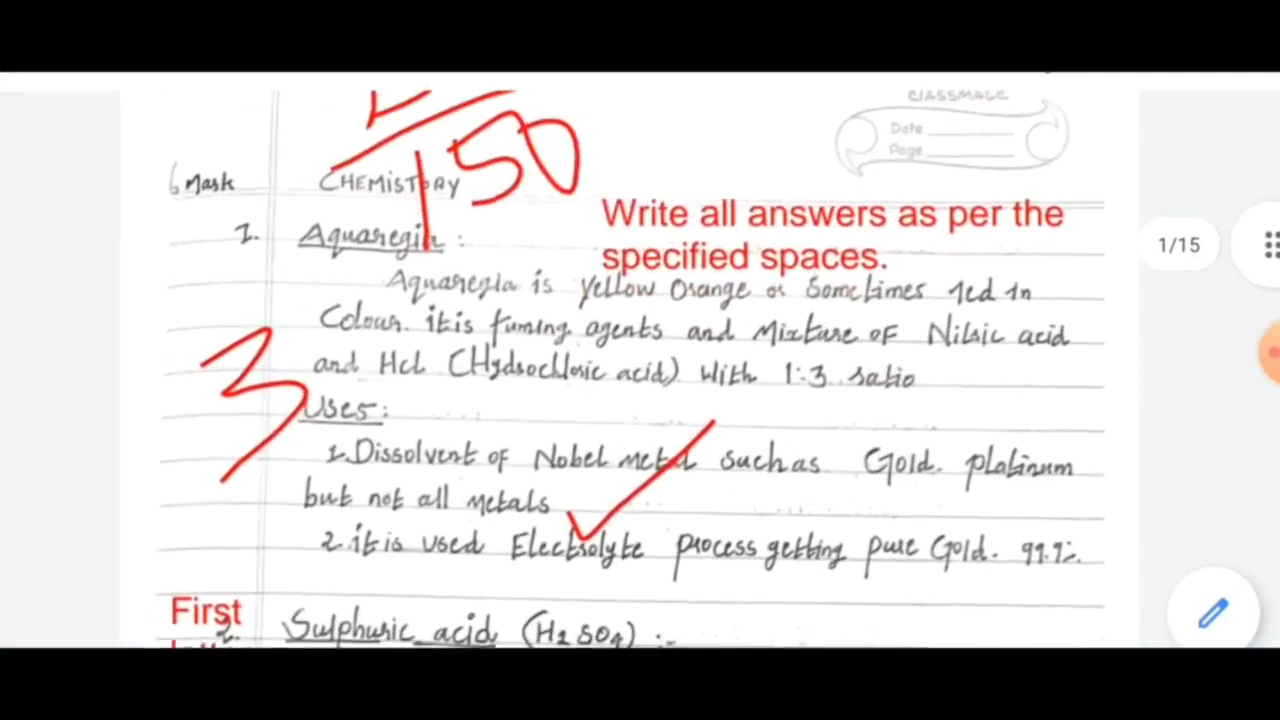 CLASSMATE
Date
Page
150
6 Mask
CHEMISTORY
Write all answers as per the
specified spaces.
1/15
1. Aquaregia :
Aquaregia is yellow Orange or Sometimes red in
Colour. it is fuming agents and Mixture of Nitric acid
and Hcl (Hydrochloric acid) with 1:3 ratio
3
Uses:
1. Dissolvent of Nobel metal such as Gold. platinum
but not all metals
2. it is used Electrolyte process getting pure Gold. 99.9%.
First
2. Sulphuric acid (H2SO4) :-